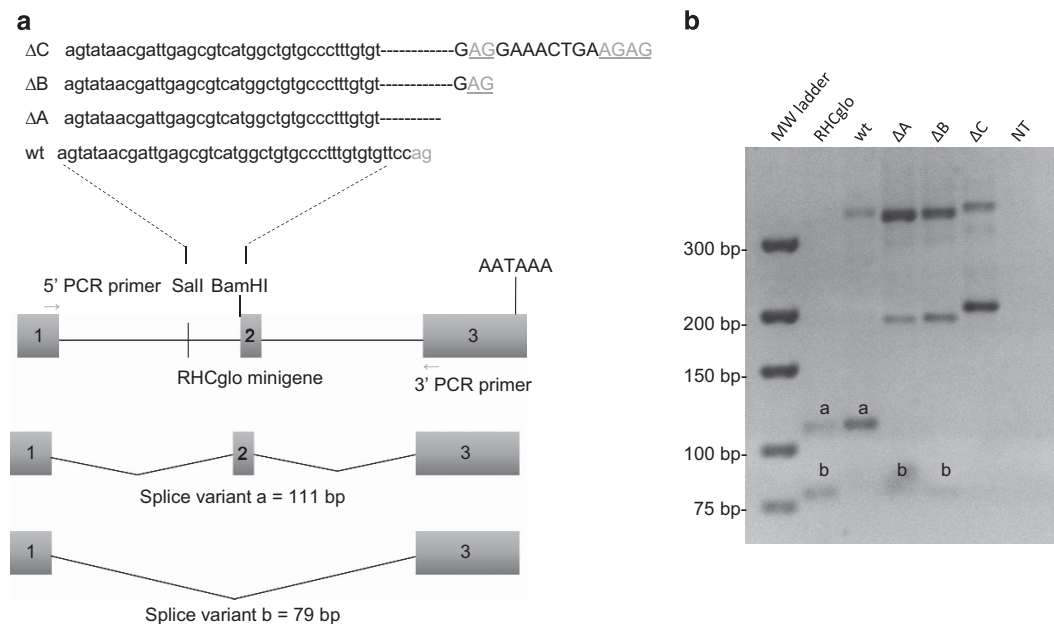 a
ΔC agtataacgattgagcgtcatggctgtgccctttgtgt------------GAGGAAACTGAAGAG
ΔB agtataacgattgagcgtcatggctgtgccctttgtgt------------GAG
ΔA agtataacgattgagcgtcatggctgtgccctttgtgt----------
wt agtataacgattgagcgtcatggctgtgccctttgtgtgttccag
AATAAA
5' PCR primer SalI BamHI
1 2 3
RHCglo minigene
3' PCR primer
1 2 3
Splice variant a = 111 bp
1 3
Splice variant b = 79 bp
b
MW ladder RHCglo wt ΔA ΔB ΔC NT
300 bp-
200 bp-
150 bp-
a a
100 bp-
b b b
75 bp-